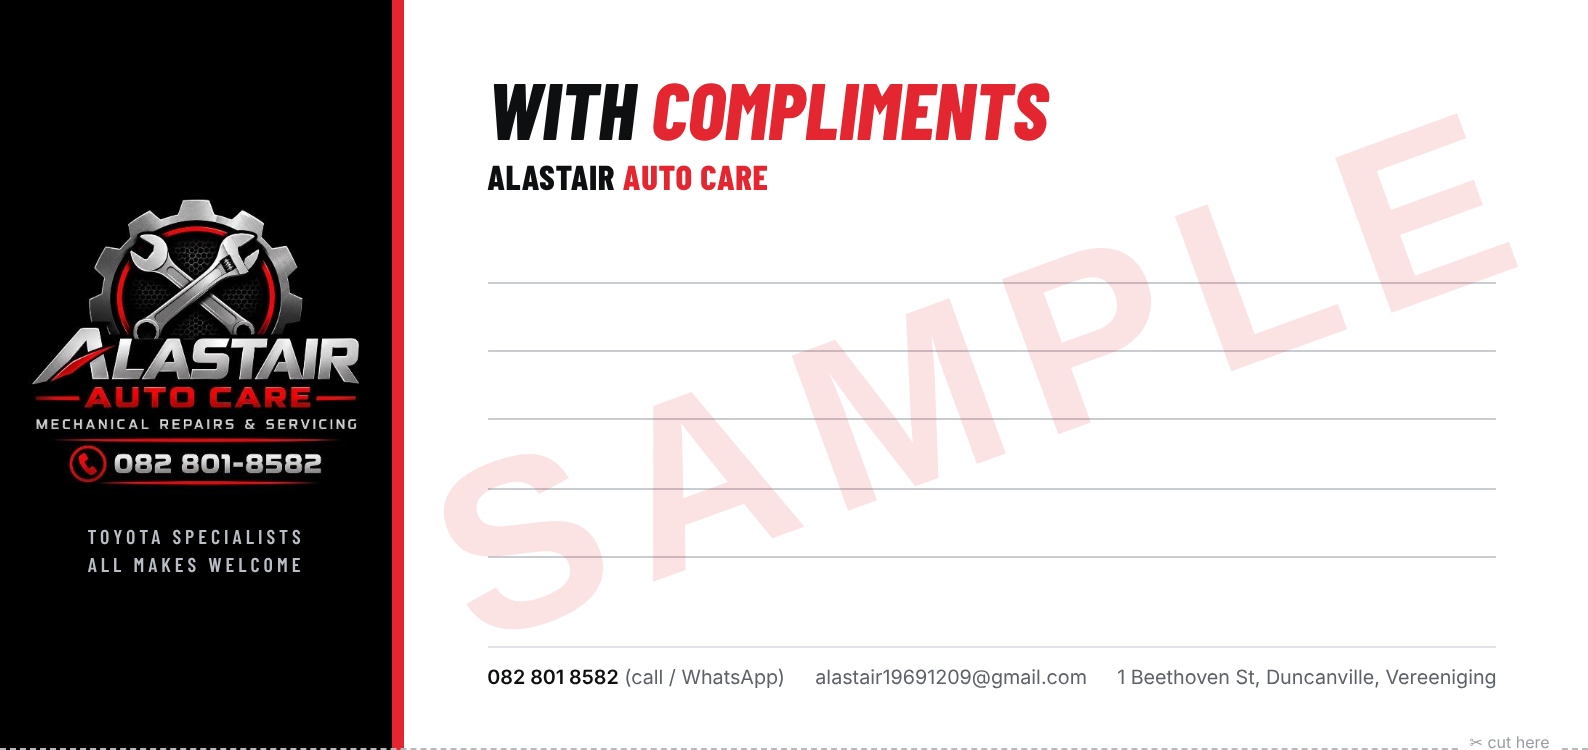 ALASTAIR
AUTO CARE
MECHANICAL REPAIRS & SERVICING
082 801-8582
TOYOTA SPECIALISTS
ALL MAKES WELCOME
WITH COMPLIMENTS
ALASTAIR AUTO CARE
SAMPLE
082 801 8582 (call / WhatsApp) alastair19691209@gmail.com 1 Beethoven St, Duncanville, Vereeniging
✂ cut here